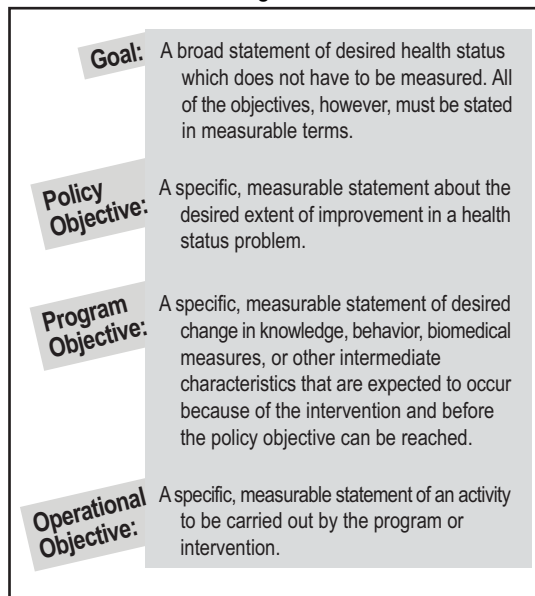 Goal: A broad statement of desired health status
which does not have to be measured. All
of the objectives, however, must be stated
in measurable terms.
Policy
Objective: A specific, measurable statement about the
desired extent of improvement in a health
status problem.
Program
Objective: A specific, measurable statement of desired
change in knowledge, behavior, biomedical
measures, or other intermediate
characteristics that are expected to occur
because of the intervention and before
the policy objective can be reached.
Operational
Objective: A specific, measurable statement of an activity
to be carried out by the program or
intervention.